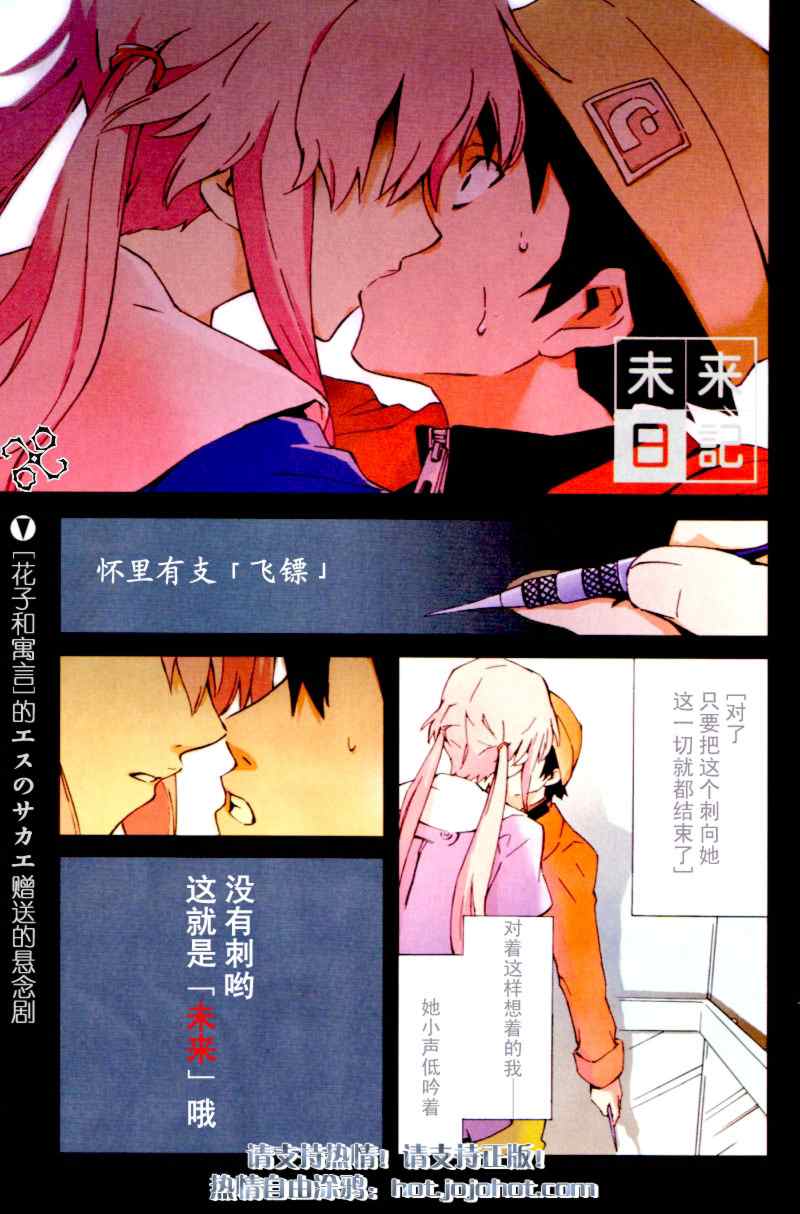 未来
日記
[花子和寓言]的エスのサカエ赠送的悬念剧
怀里有支「飞镖」
[对了
只要把这个刺向她
这一切就都结束了]
对着这样想着的我
她小声低吟着
没有刺哟
这就是「未来」哦
请支持热情！请支持正版！
热情自由涂鸦：hot.jojohot.com